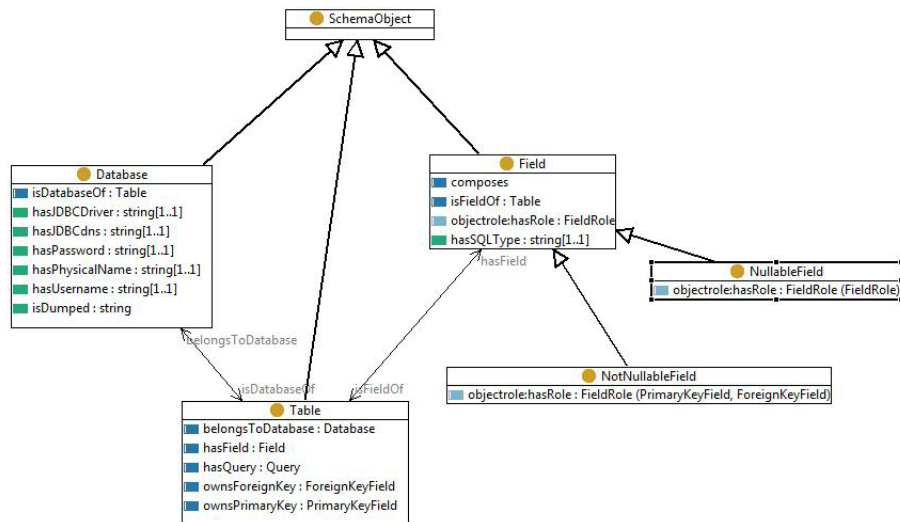 SchemaObject
Database
isDatabaseOf : Table
hasJDBCDriver : string[1..1]
hasJDBCdns : string[1..1]
hasPassword : string[1..1]
hasPhysicalName : string[1..1]
hasUsername : string[1..1]
isDumped : string
Field
composes
isFieldOf : Table
objectrole:hasRole : FieldRole
hasSQLType : string[1..1]
hasField
NullableField
objectrole:hasRole : FieldRole (FieldRole)
belongsToDatabase
NotNullableField
objectrole:hasRole : FieldRole (PrimaryKeyField, ForeignKeyField)
isDatabaseOf
isFieldOf
Table
belongsToDatabase : Database
hasField : Field
hasQuery : Query
ownsForeignKey : ForeignKeyField
ownsPrimaryKey : PrimaryKeyField